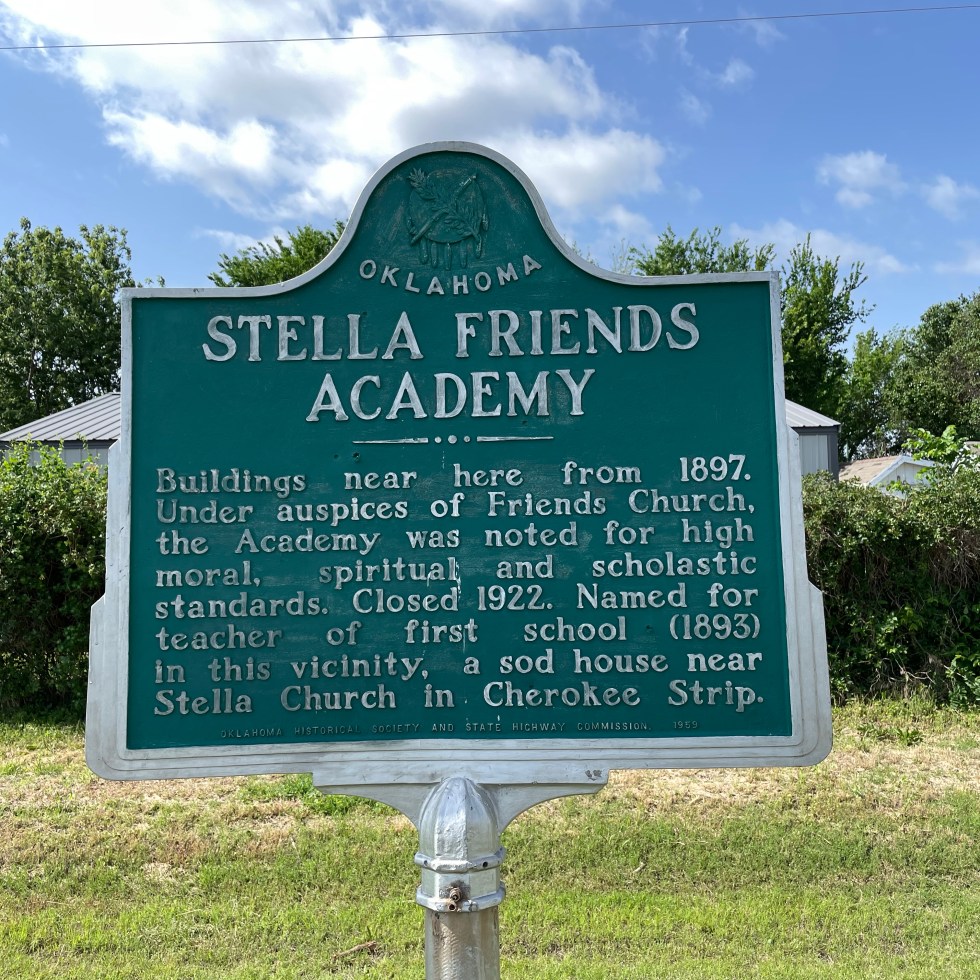 OKLAHOMA
STELLA FRIENDS
ACADEMY
Buildings near here from 1897.
Under auspices of Friends Church,
the Academy was noted for high
moral, spiritual and scholastic
standards. Closed 1922. Named for
teacher of first school (1893)
in this vicinity, a sod house near
Stella Church in Cherokee Strip.
OKLAHOMA HISTORICAL SOCIETY AND STATE HIGHWAY COMMISSION. 1959